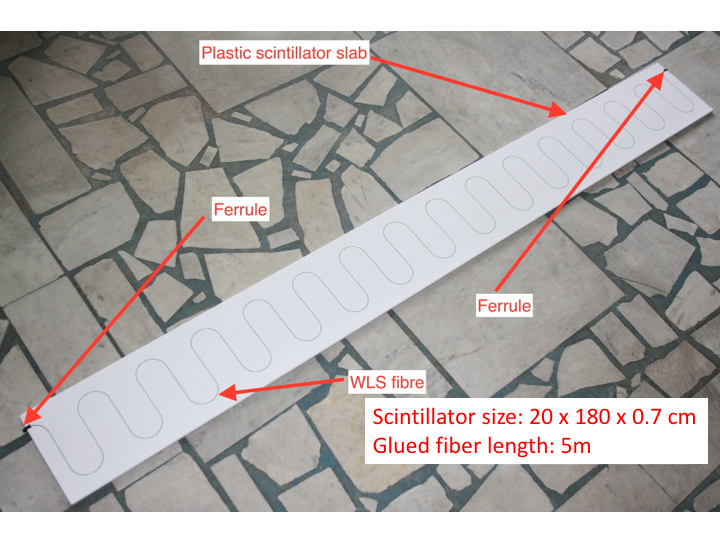 Plastic scintillator slab
Ferrule
Ferrule
WLS fibre
Scintillator size: 20 x 180 x 0.7 cm
Glued fiber length: 5m